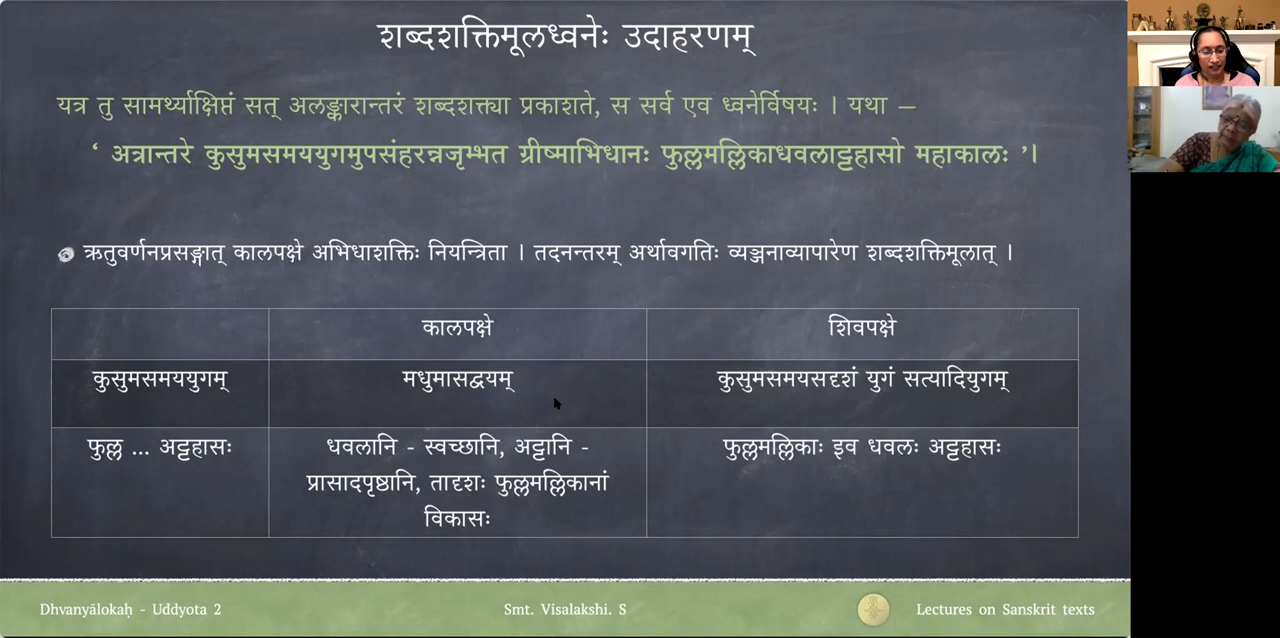 शब्दशक्तिमूलध्वनेः उदाहरणम्
यत्र तु सामर्थ्याक्षिप्तं सत् अलङ्कारान्तरं शब्दशक्त्या प्रकाशते, स सर्व एव ध्वनेर्विषयः । यथा –
‘ अत्रान्तरे कुसुमसमययुगमुपसंहरन्नजृम्भत ग्रीष्माभिधानः फुल्लमल्लिकाधवलाट्टहासो महाकालः ’।
ऋतुवर्णनप्रसङ्गात् कालपक्षे अभिधाशक्तिः नियन्त्रिता । तदनन्तरम् अर्थावगतिः व्यञ्जनाव्यापारेण शब्दशक्तिमूलात् ।
कालपक्षे शिवपक्षे
कुसुमसमययुगम् मधुमासद्वयम् कुसुमसमयसदृशं युगं सत्यादियुगम्
फुल्ल ... अट्टहासः धवलानि - स्वच्छानि, अट्टानि - फुल्लमल्लिकाः इव धवलः अट्टहासः
प्रासादपृष्ठानि, तादृशः फुल्लमल्लिकानां
विकासः
Dhvanyālokaḥ - Uddyota 2 Smt. Visalakshi. S Lectures on Sanskrit texts